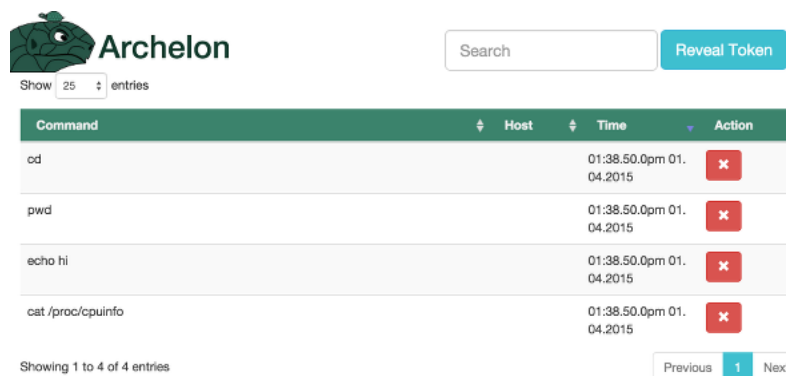 Archelon
Search
Reveal Token
Show 25 entries
Command Host Time Action
cd 01:38.50.0pm 01.
04.2015
pwd 01:38.50.0pm 01.
04.2015
echo hi 01:38.50.0pm 01.
04.2015
cat /proc/cpuinfo 01:38.50.0pm 01.
04.2015
Showing 1 to 4 of 4 entries
Previous 1 Nex